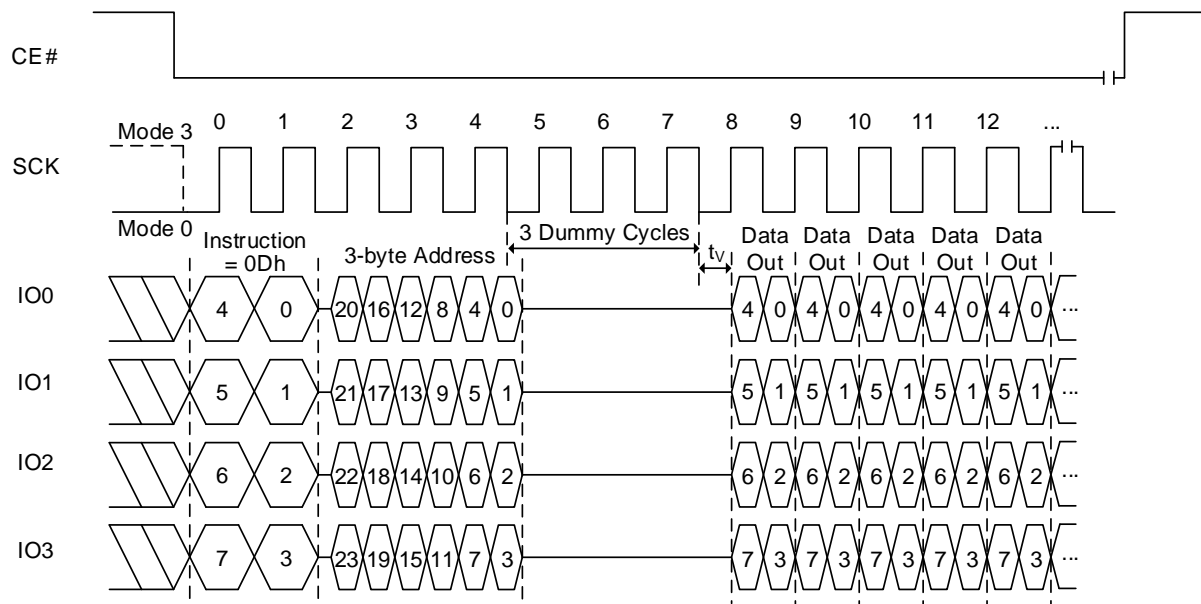 CE#
Mode 3 0 1 2 3 4 5 6 7 8 9 10 11 12 ...
SCK
Mode 0
Instruction = 0Dh
3-byte Address
3 Dummy Cycles
tV
Data Out Data Out Data Out Data Out Data Out
IO0 4 0 20 16 12 8 4 0 4 0 4 0 4 0 4 0 4 0 ...
IO1 5 1 21 17 13 9 5 1 5 1 5 1 5 1 5 1 5 1 ...
IO2 6 2 22 18 14 10 6 2 6 2 6 2 6 2 6 2 6 2 ...
IO3 7 3 23 19 15 11 7 3 7 3 7 3 7 3 7 3 7 3 ...